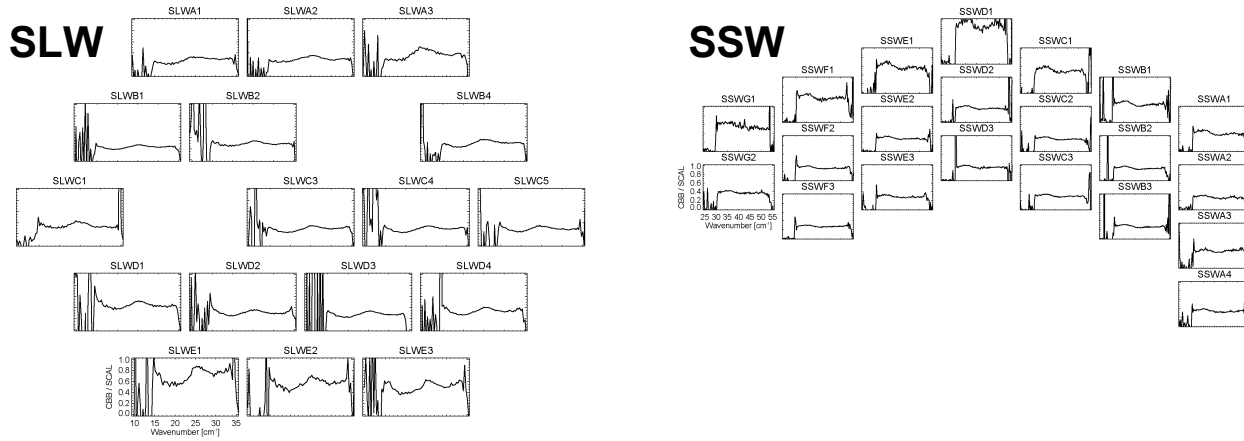 SLW
SLWA1 SLWA2 SLWA3
SLWB1 SLWB2 SLWB4
SLWC1 SLWC3 SLWC4 SLWC5
SLWD1 SLWD2 SLWD3 SLWD4
SLWE1 SLWE2 SLWE3
CBB / SCAL
1.0
0.8
0.6
0.4
0.2
0.0
10 15 20 25 30 35
Wavenumber [cm⁻¹]
SSW
SSWD1
SSWE1 SSWC1
SSWF1 SSWD2 SSWB1
SSWG1 SSWE2 SSWC2 SSWA1
SSWF2 SSWD3 SSWB2
SSWG2 SSWE3 SSWC3 SSWA2
SSWF3 SSWB3
SSWA3
SSWA4
CBB / SCAL
1.0
0.8
0.6
0.4
0.2
0.0
25 30 35 40 45 50 55
Wavenumber [cm⁻¹]